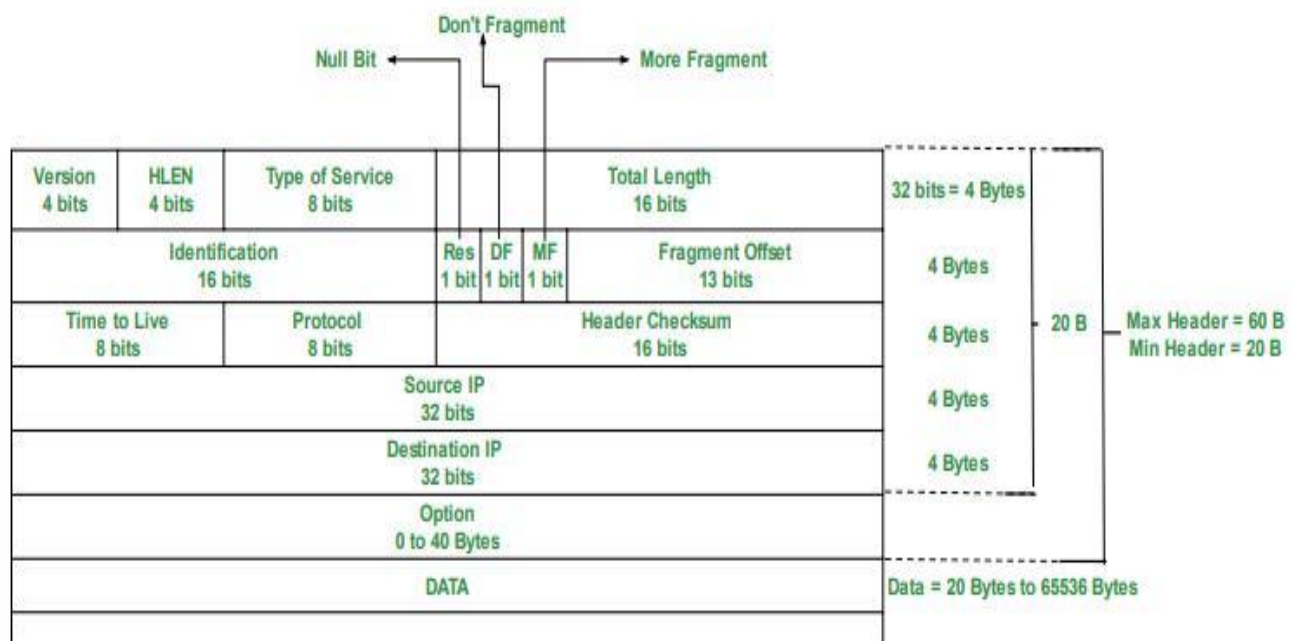 Don't Fragment
Null Bit
More Fragment
Version
4 bits
HLEN
4 bits
Type of Service
8 bits
Total Length
16 bits
32 bits = 4 Bytes
Identification
16 bits
Res
1 bit
DF
1 bit
MF
1 bit
Fragment Offset
13 bits
4 Bytes
Time to Live
8 bits
Protocol
8 bits
Header Checksum
16 bits
4 Bytes
20 B
Max Header = 60 B
Min Header = 20 B
Source IP
32 bits
4 Bytes
Destination IP
32 bits
4 Bytes
Option
0 to 40 Bytes
DATA
Data = 20 Bytes to 65536 Bytes